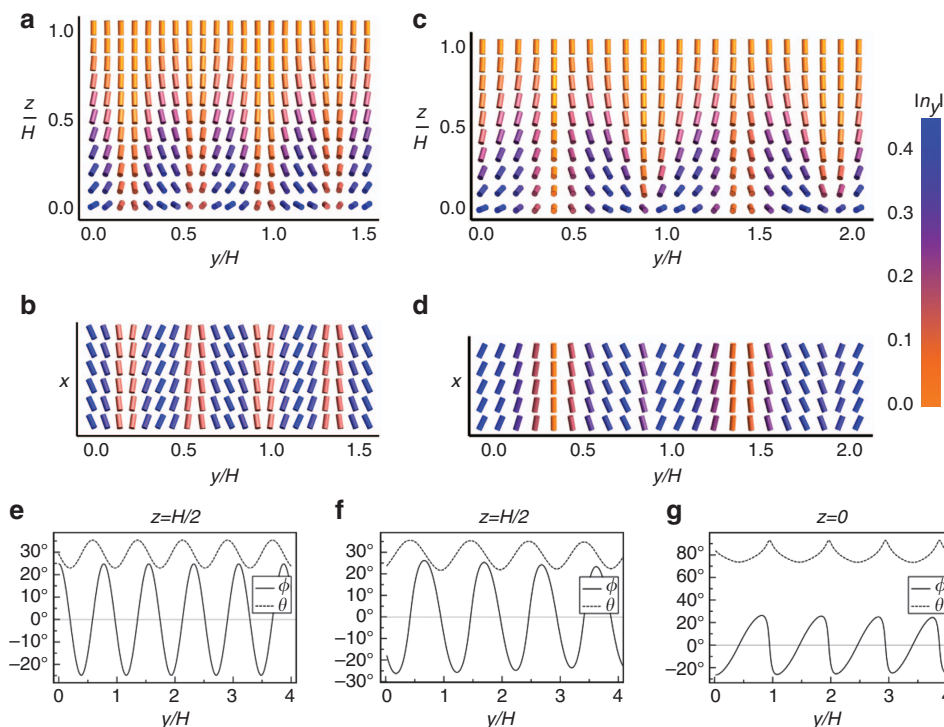 a
1.0
z
H
0.5
0.0
0.0 0.5 1.0 1.5
y/H
c
1.0
z
H
0.5
0.0
0.0 0.5 1.0 1.5 2.0
y/H
|ny|
0.4
0.3
0.2
0.1
0.0
b
x
0.0 0.5 1.0 1.5
y/H
d
x
0.0 0.5 1.0 1.5 2.0
y/H
e
z=H/2
30°
20°
10°
0°
–10°
–20°
ϕ
θ
0 1 2 3 4
y/H
f
z=H/2
30°
20°
10°
0°
–10°
–20°
–30°
ϕ
θ
0 1 2 3 4
y/H
g
z=0
80°
60°
40°
20°
0°
–20°
ϕ
θ
0 1 2 3 4
y/H